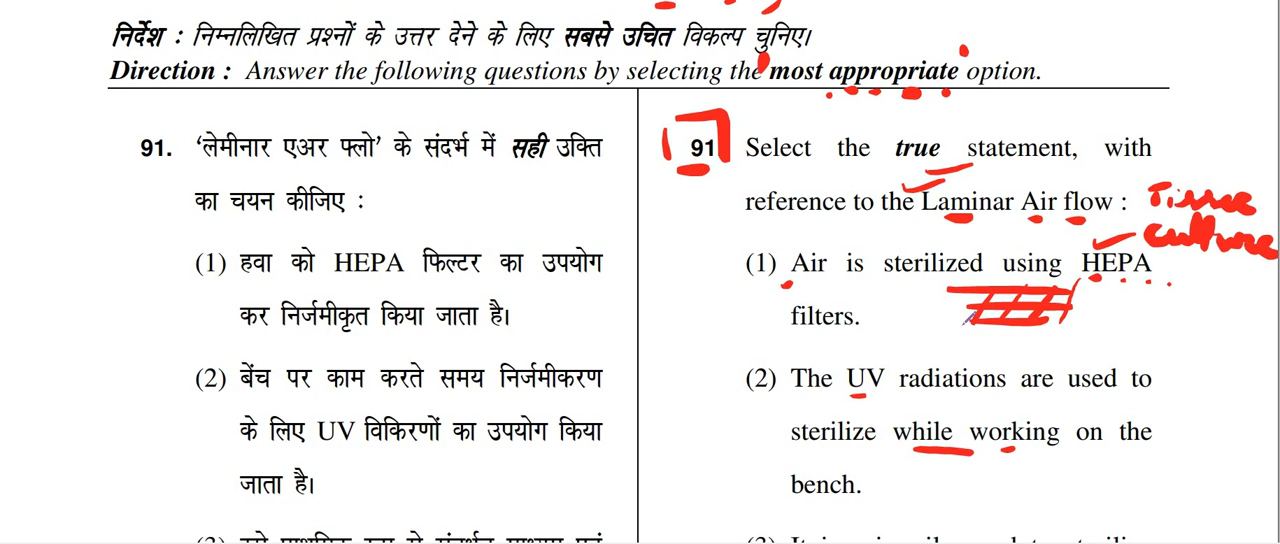 निर्देश : निम्नलिखित प्रश्नों के उत्तर देने के लिए सबसे उचित विकल्प चुनिए।
Direction : Answer the following questions by selecting the most appropriate option.
91. ‘लेमीनार एअर फ्लो’ के संदर्भ में सही उक्ति
का चयन कीजिए :
(1) हवा को HEPA फिल्टर का उपयोग
कर निर्जमीकृत किया जाता है।
(2) बेंच पर काम करते समय निर्जमीकरण
के लिए UV विकिरणों का उपयोग किया
जाता है।
91 Select the true statement, with
reference to the Laminar Air flow :
Tissue
culture
(1) Air is sterilized using HEPA
filters.
(2) The UV radiations are used to
sterilize while working on the
bench.